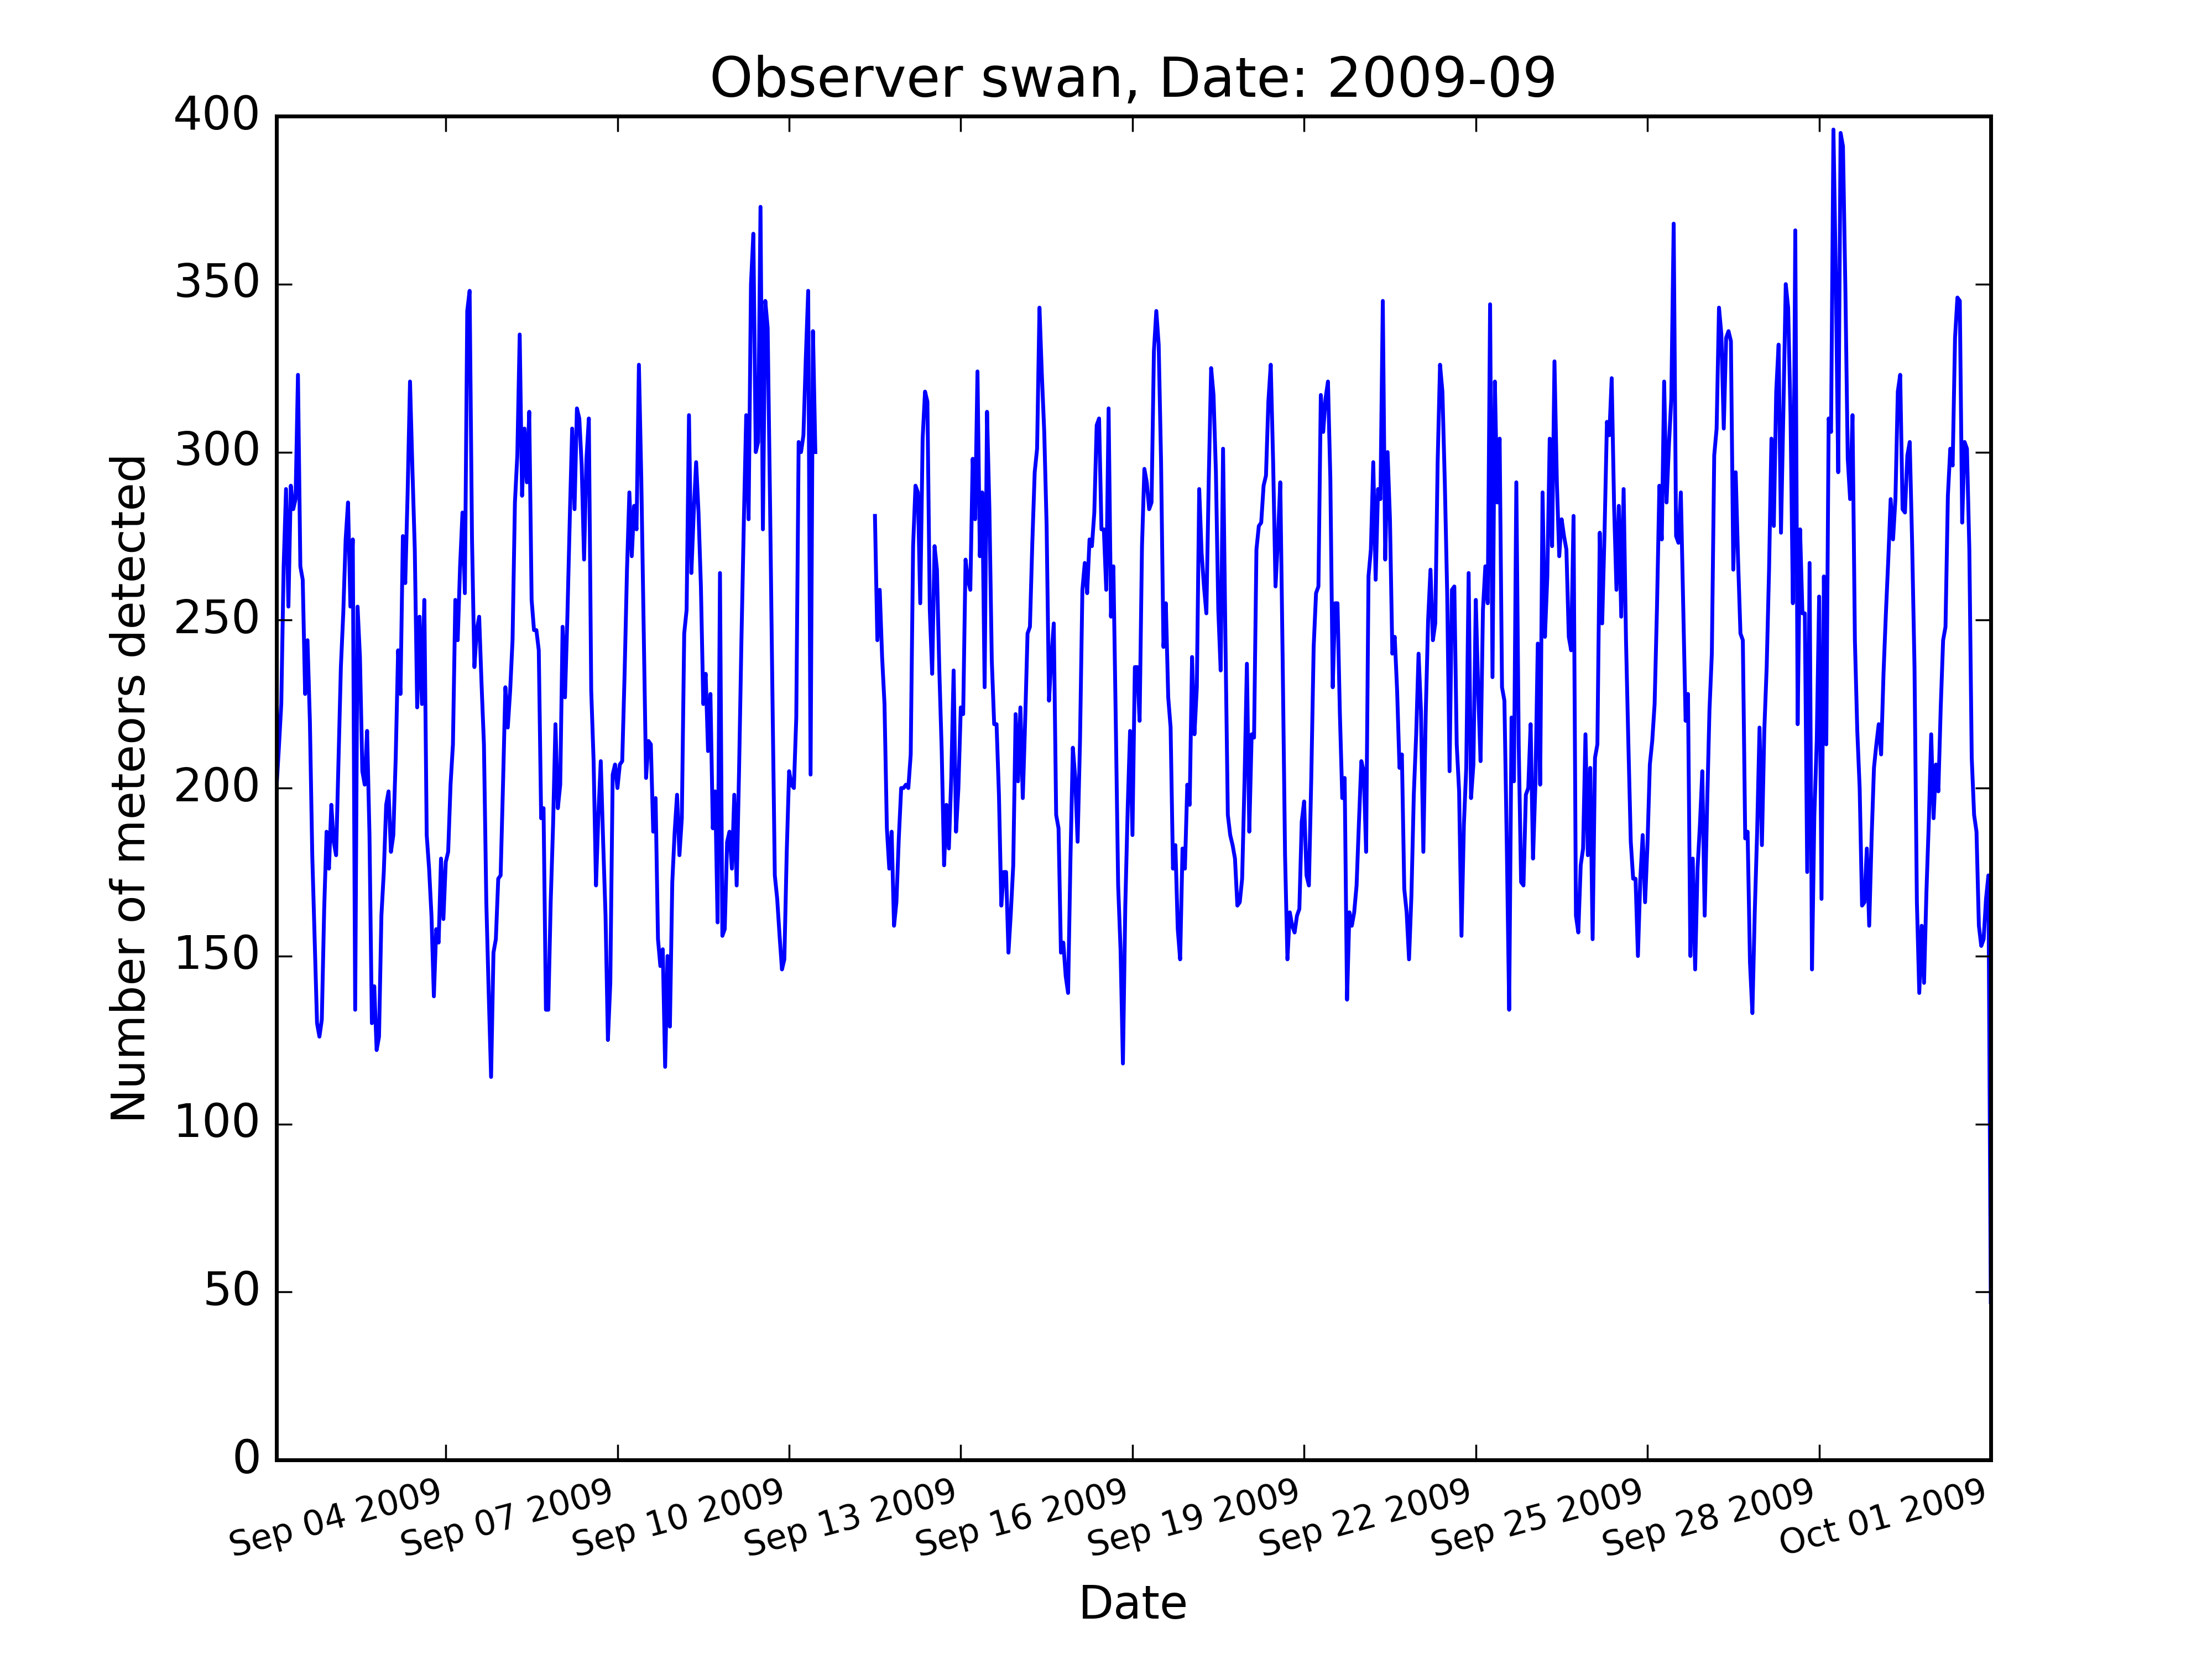 Observer swan, Date: 2009-09
400
350
300
250
200
150
100
50
0
Number of meteors detected
Sep 04 2009
Sep 07 2009
Sep 10 2009
Sep 13 2009
Sep 16 2009
Sep 19 2009
Sep 22 2009
Sep 25 2009
Sep 28 2009
Oct 01 2009
Date